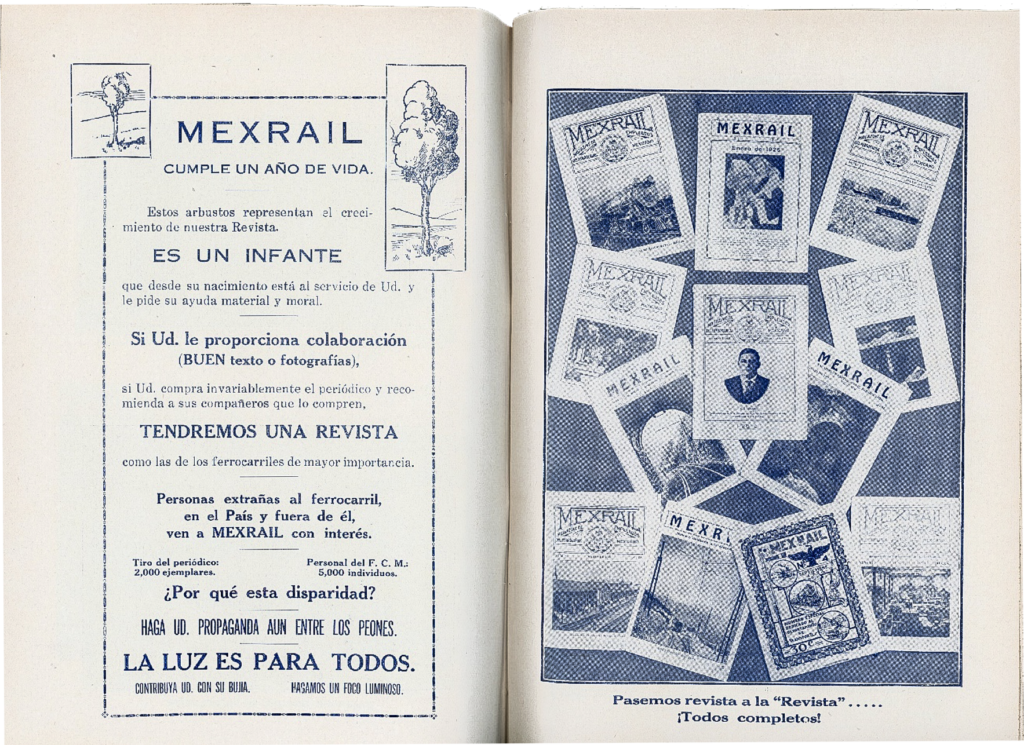 MEXRAIL
CUMPLE UN AÑO DE VIDA.
Estos arbustos representan el creci-
miento de nuestra Revista.
ES UN INFANTE
que desde su nacimiento está al servicio de Ud. y
le pide su ayuda material y moral.
Si Ud. le proporciona colaboración
(BUEN texto o fotografías),
si Ud. compra invariablemente el periódico y reco-
mienda a sus compañeros que lo compren,
TENDREMOS UNA REVISTA
como las de los ferrocarriles de mayor importancia.
Personas extrañas al ferrocarril,
en el País y fuera de él,
ven a MEXRAIL con interés.
Tiro del periódico:
2,000 ejemplares.
Personal del F. C. M.:
5,000 individuos.
¿Por qué esta disparidad?
HAGA UD. PROPAGANDA AUN ENTRE LOS PEONES.
LA LUZ ES PARA TODOS.
CONTRIBUYA UD. CON SU BUJIA. HAGAMOS UN FOCO LUMINOSO.
MEXRAIL
MEXRAIL
MEXRAIL
MEXRAIL
MEXRAIL
MEXRAIL
MEXRAIL
MEXRAIL
MEXRAIL
MEXR
MEXRAIL
MEXRAIL
Pasemos revista a la "Revista".....
¡Todos completos!